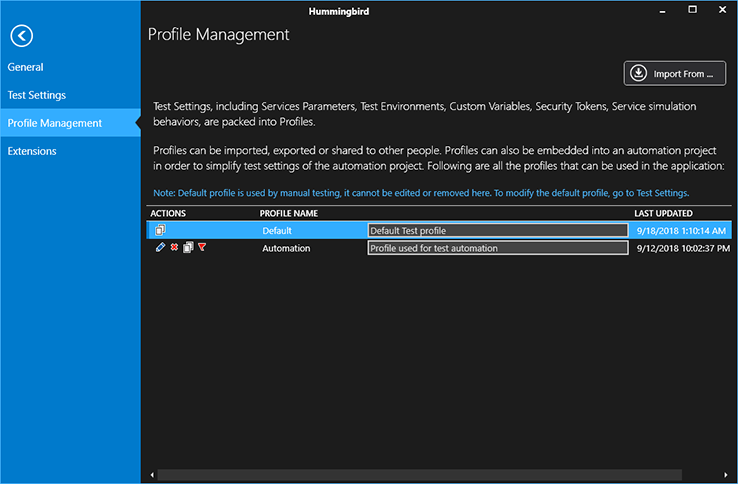 Hummingbird
Profile Management
General
Test Settings
Profile Management
Extensions
Import From ...
Test Settings, including Services Parameters, Test Environments, Custom Variables, Security Tokens, Service simulation
behaviors, are packed into Profiles.
Profiles can be imported, exported or shared to other people. Profiles can also be embedded into an automation project
in order to simplify test settings of the automation project. Following are all the profiles that can be used in the application:
Note: Default profile is used by manual testing, it cannot be edited or removed here. To modify the default profile, go to Test Settings.
ACTIONS PROFILE NAME LAST UPDATED
Default Default Test profile 9/18/2018 1:10:14 AM
Automation Profile used for test automation 9/12/2018 10:02:37 PM